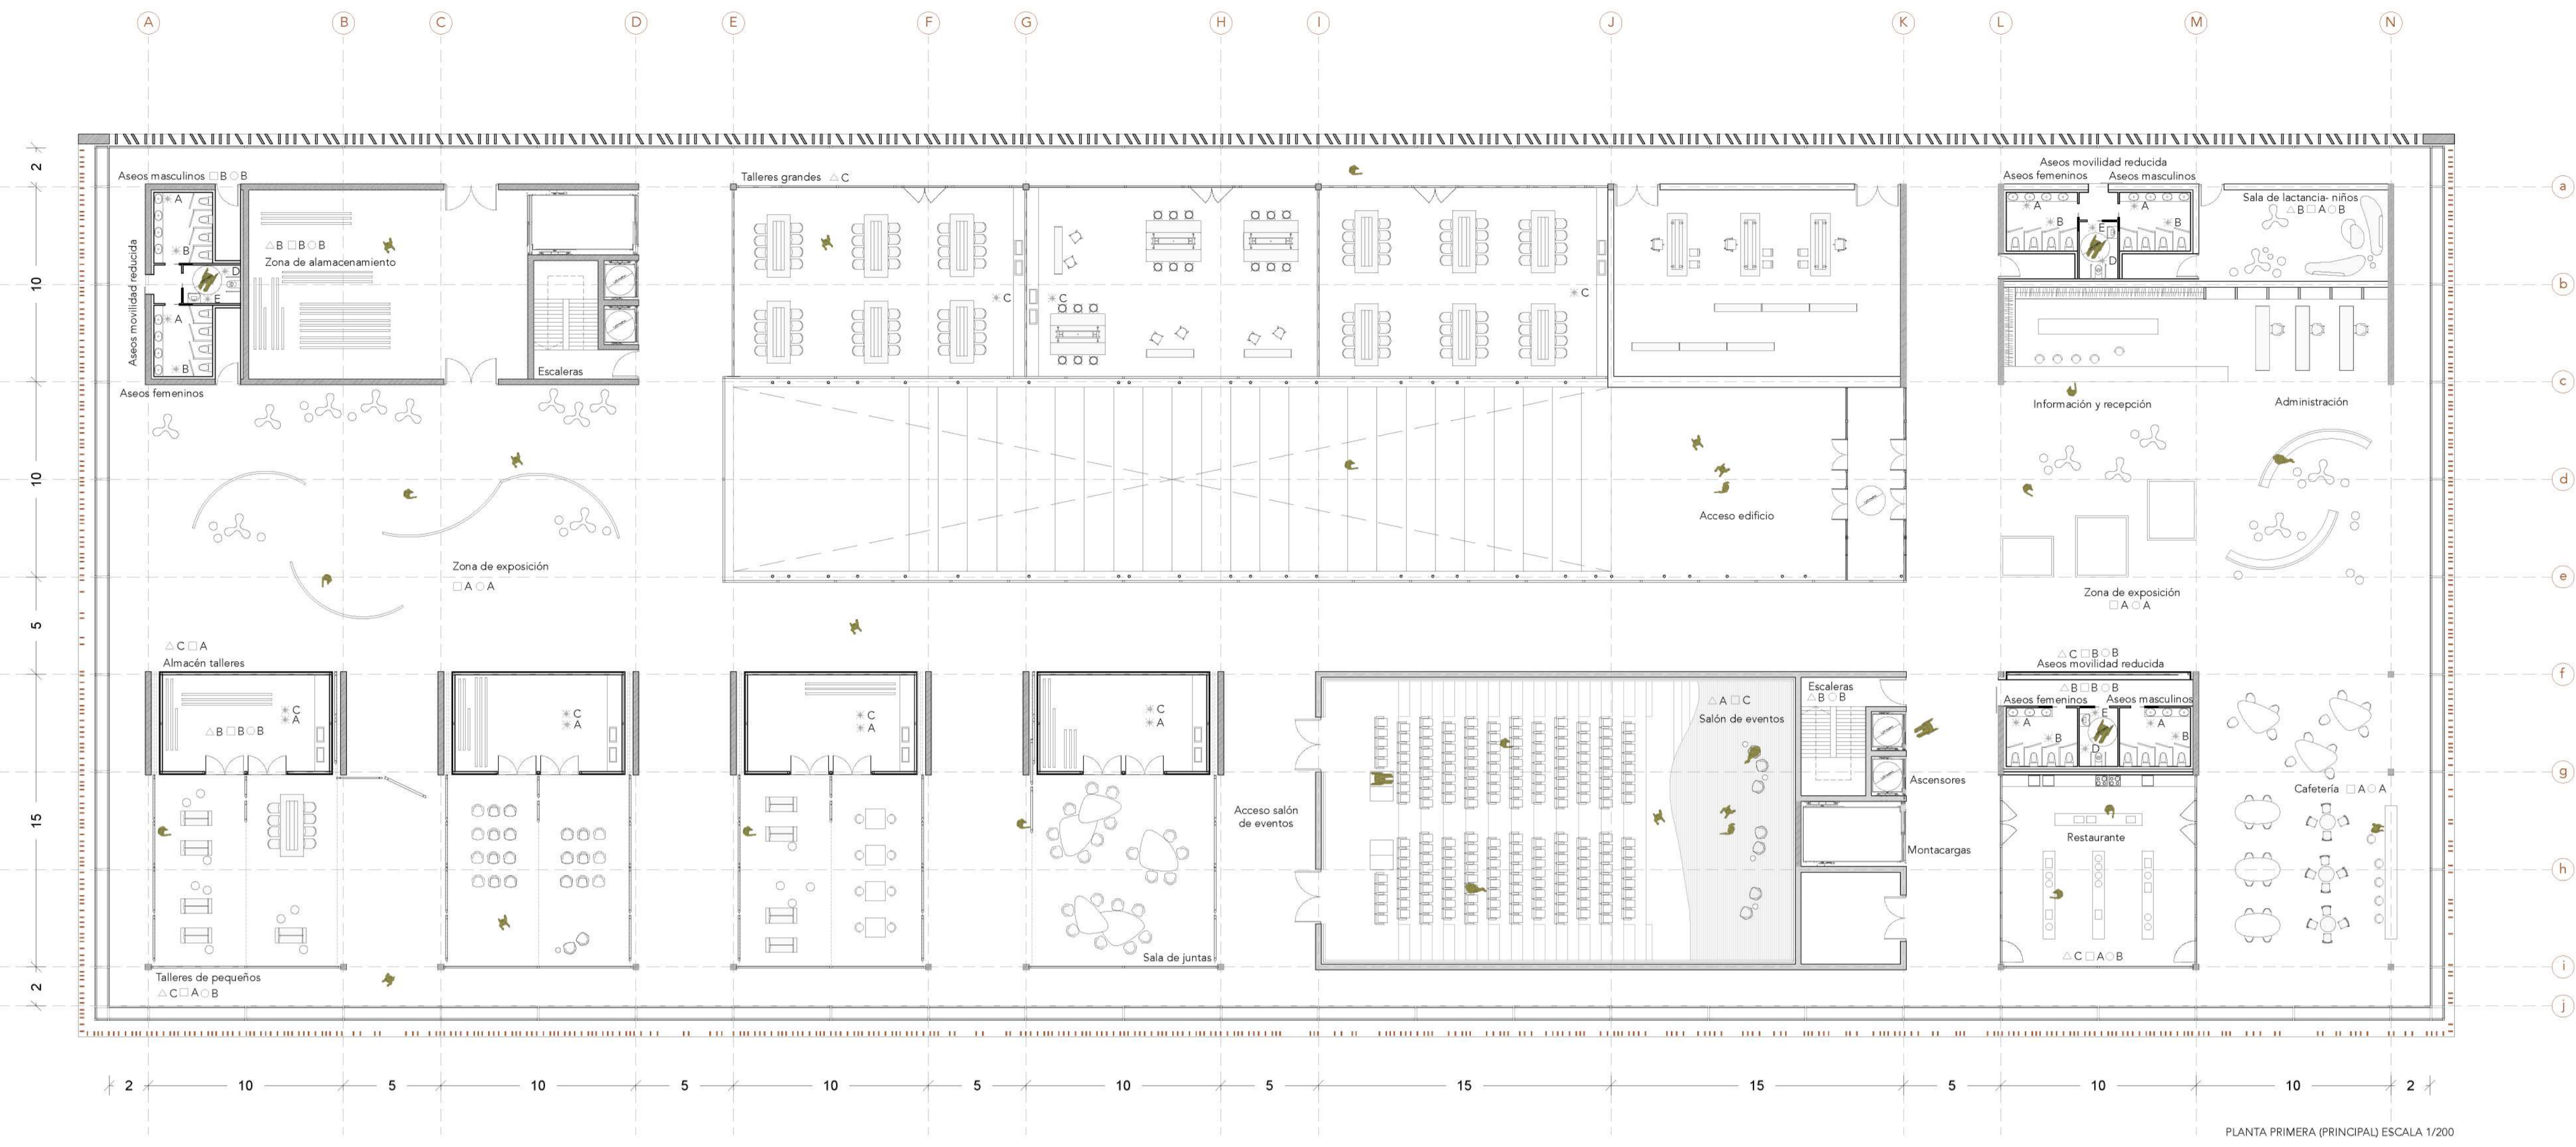 A B C D E F G H I J K L M N
Aseos movilidad reducida
Aseos masculinos □B○B
Talleres grandes △C
Aseos femeninos Aseos masculinos
a
2
✳A
✳A
✳A
Sala de lactancia- niños
△B□A○B
✳B
✳B
✳E
△B □B○B
✳B
Zona de alamacenamiento
✳D
✳D
✳E
Aseos movilidad reducida
10
b
✳C
✳C
✳C
✳A
✳B
Escaleras
Aseos femeninos
c
Información y recepción
Administración
10
d
Acceso edificio
Zona de exposición
□A○A
e
Zona de exposición
□A○A
5
△C□A
Almacén talleres
△C□B○B
Aseos movilidad reducida
f
△B□B○B
Escaleras
△B○B
Aseos femeninos Aseos masculinos
△A□C
Salón de eventos
✳C
✳A
✳C
✳A
✳C
✳A
✳C
✳A
△B□B○B
✳E
✳A
✳A
✳B
✳B
✳D
g
Ascensores
Cafetería □A○A
Acceso salón
de eventos
15
Restaurante
Montacargas
h
Sala de juntas
△C□A○B
i
Talleres de pequeños
△C□A○B
2
j
2 10 5 10 5 10 5 10 5 15 15 5 10 10 2
PLANTA PRIMERA (PRINCIPAL) ESCALA 1/200